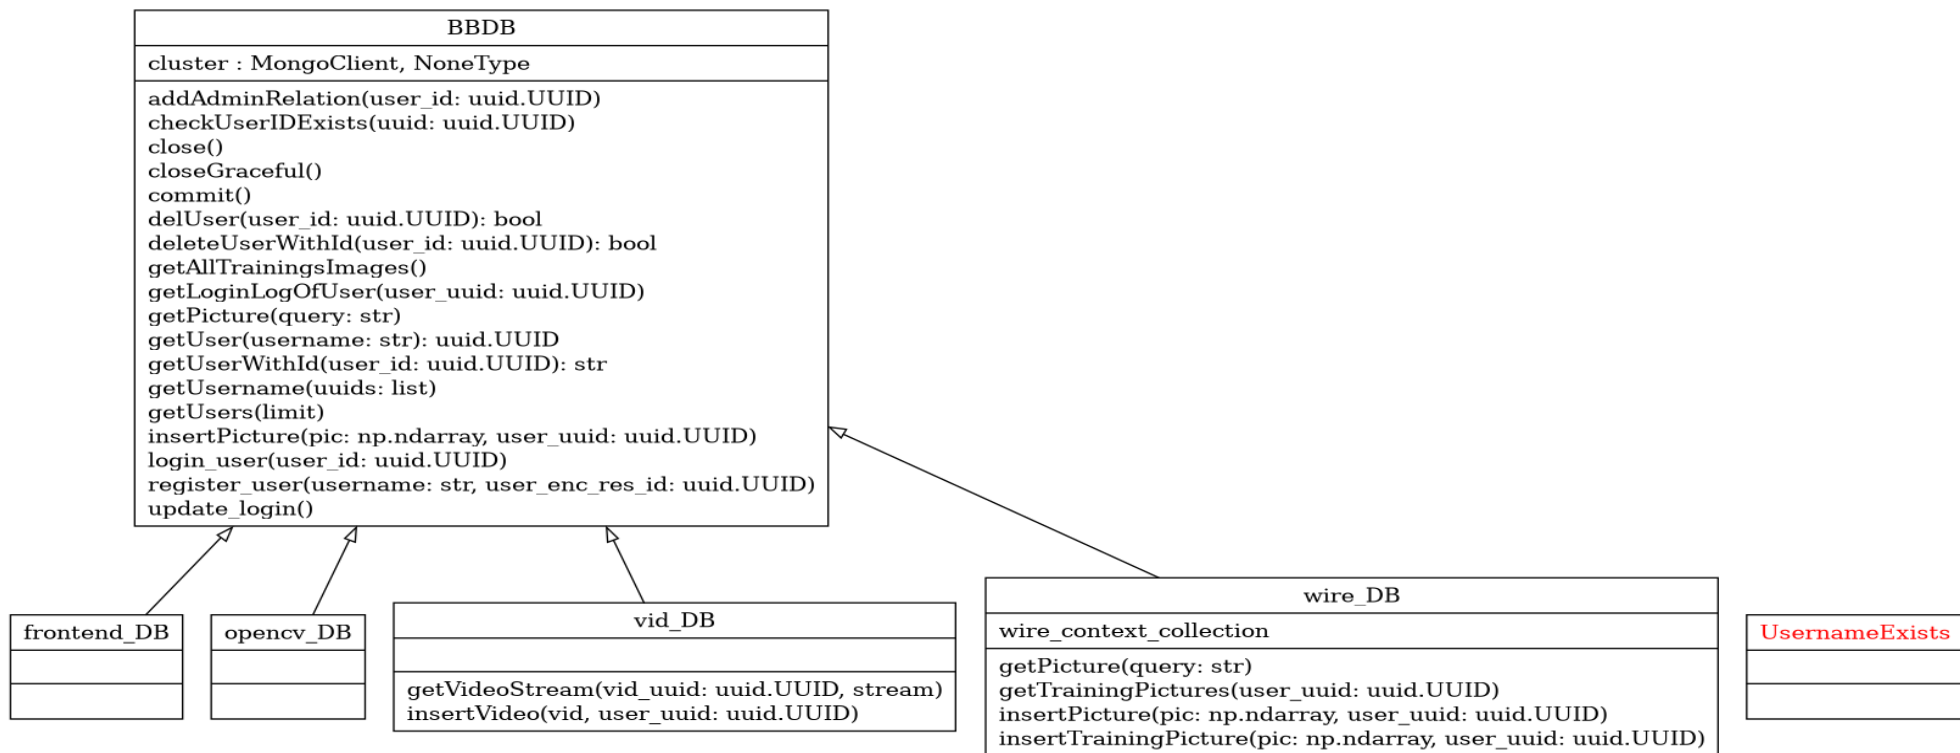 BBDB
cluster : MongoClient, NoneType
addAdminRelation(user_id: uuid.UUID)
checkUserIDExists(uuid: uuid.UUID)
close()
closeGraceful()
commit()
delUser(user_id: uuid.UUID): bool
deleteUserWithId(user_id: uuid.UUID): bool
getAllTrainingsImages()
getLoginLogOfUser(user_uuid: uuid.UUID)
getPicture(query: str)
getUser(username: str): uuid.UUID
getUserWithId(user_id: uuid.UUID): str
getUsername(uuids: list)
getUsers(limit)
insertPicture(pic: np.ndarray, user_uuid: uuid.UUID)
login_user(user_id: uuid.UUID)
register_user(username: str, user_enc_res_id: uuid.UUID)
update_login()
frontend_DB
opencv_DB
vid_DB
getVideoStream(vid_uuid: uuid.UUID, stream)
insertVideo(vid, user_uuid: uuid.UUID)
wire_DB
wire_context_collection
getPicture(query: str)
getTrainingPictures(user_uuid: uuid.UUID)
insertPicture(pic: np.ndarray, user_uuid: uuid.UUID)
insertTrainingPicture(pic: np.ndarray, user_uuid: uuid.UUID)
UsernameExists